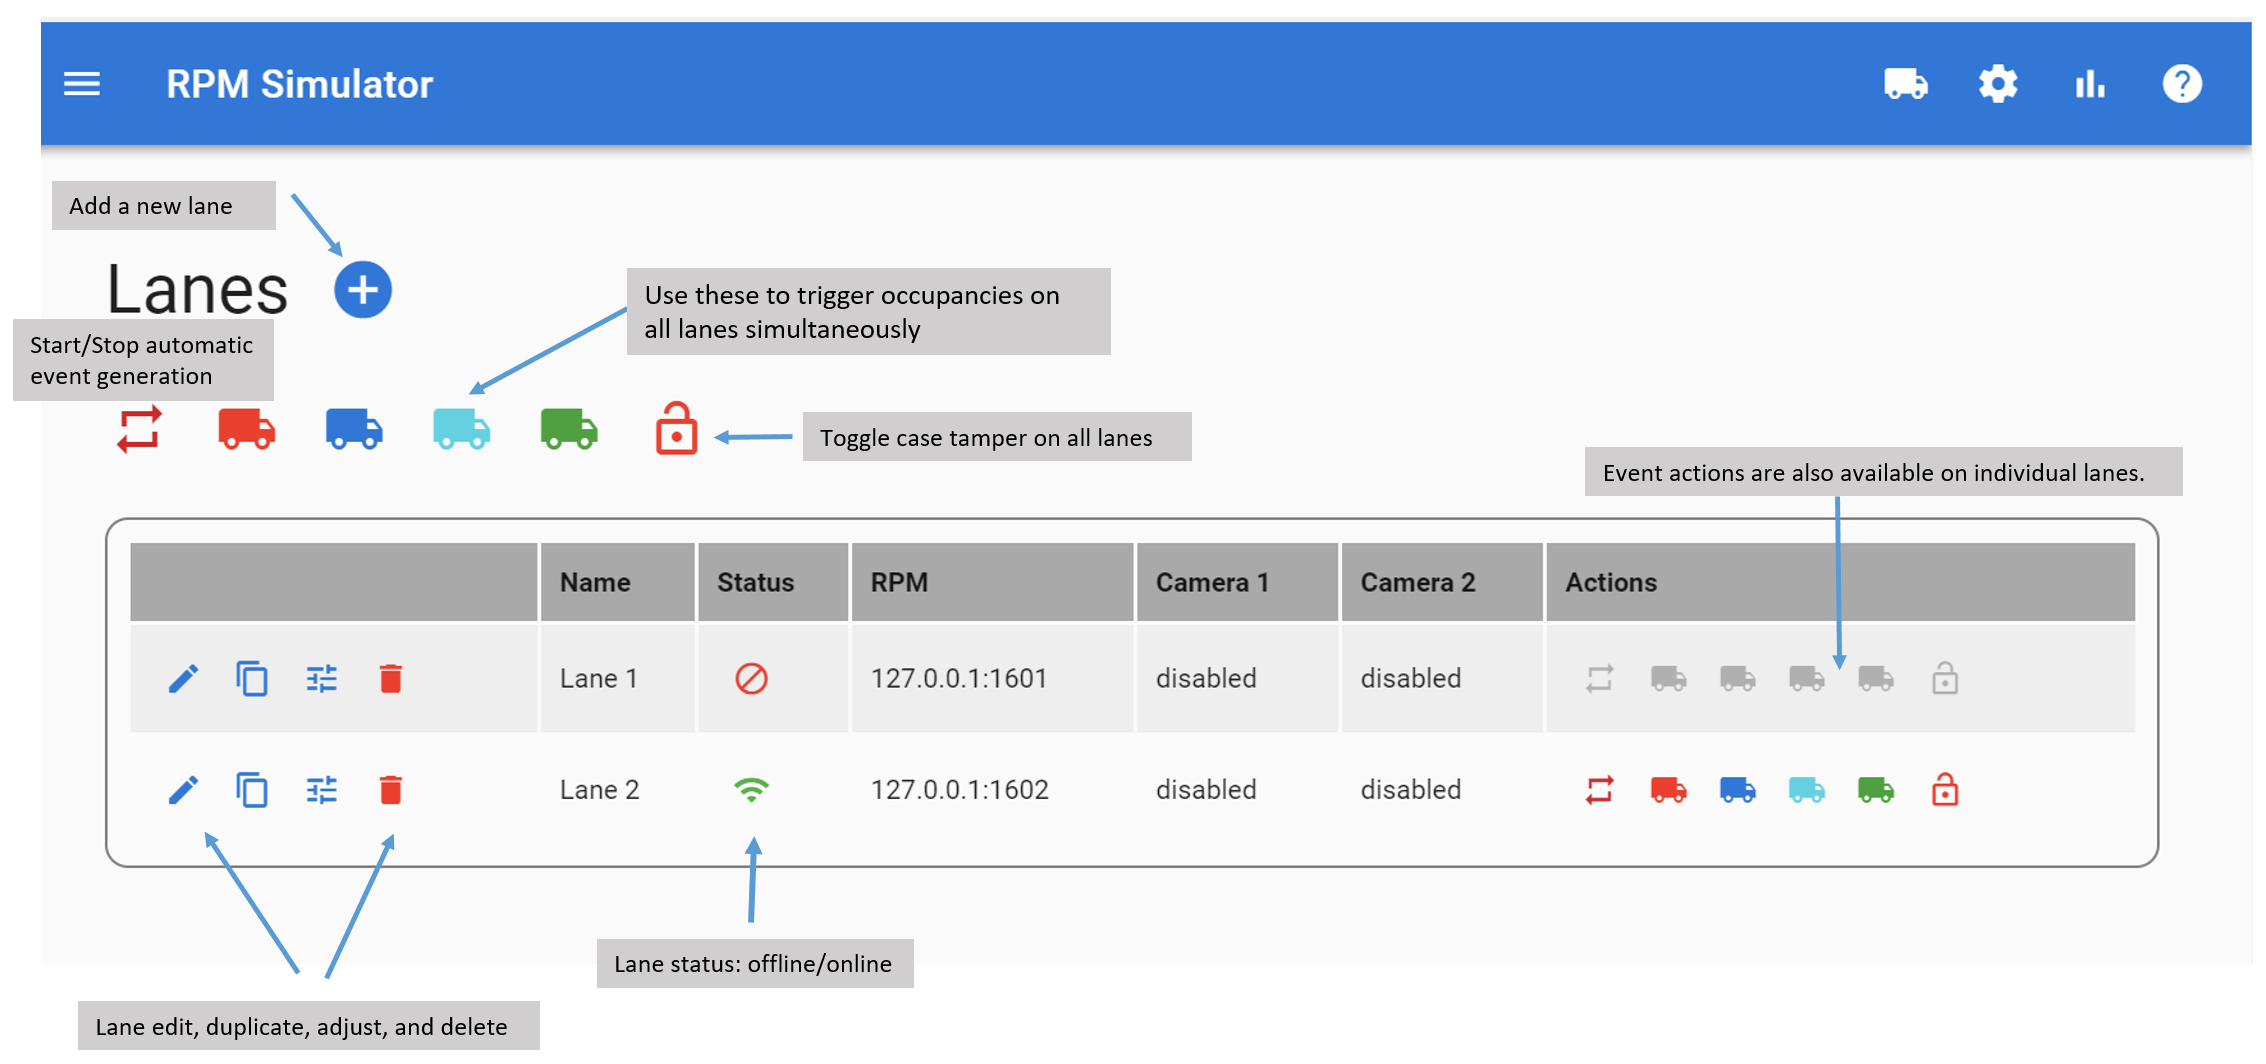 RPM Simulator
Add a new lane
Lanes
Use these to trigger occupancies on
all lanes simultaneously
Start/Stop automatic
event generation
Toggle case tamper on all lanes
Event actions are also available on individual lanes.
Name Status RPM Camera 1 Camera 2 Actions
Lane 1 127.0.0.1:1601 disabled disabled
Lane 2 127.0.0.1:1602 disabled disabled
Lane status: offline/online
Lane edit, duplicate, adjust, and delete